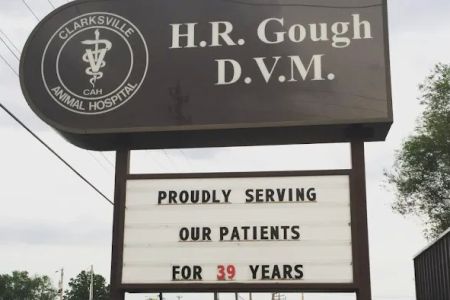 CLARKSVILLE
CAH
ANIMAL HOSPITAL
H.R. Gough
D.V.M.
PROUDLY SERVING
OUR PATIENTS
FOR 39 YEARS